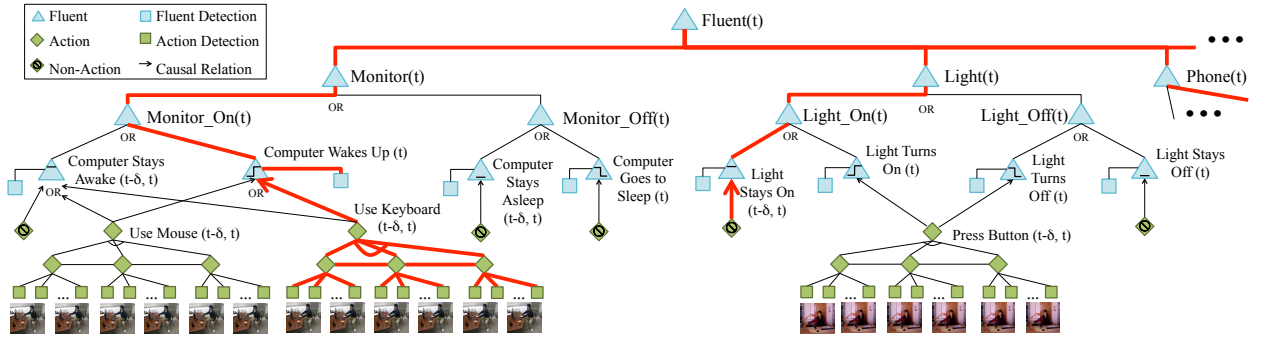 Fluent
Fluent Detection
Action
Action Detection
Non-Action
Causal Relation
Fluent(t)
Monitor(t)
Light(t)
Phone(t)
OR
OR
Monitor_On(t)
Monitor_Off(t)
Light_On(t)
Light_Off(t)
OR
OR
OR
OR
Computer Stays
Awake (t-δ, t)
OR
Computer Wakes Up (t)
OR
Computer
Stays
Asleep
(t-δ, t)
Computer
Goes to
Sleep (t)
Light
Stays On
(t-δ, t)
Light Turns
On (t)
Light
Turns
Off (t)
Light Stays
Off (t)
Use Mouse (t-δ, t)
Use Keyboard
(t-δ, t)
Press Button (t-δ, t)
... ... ... ... ... ... ... ...